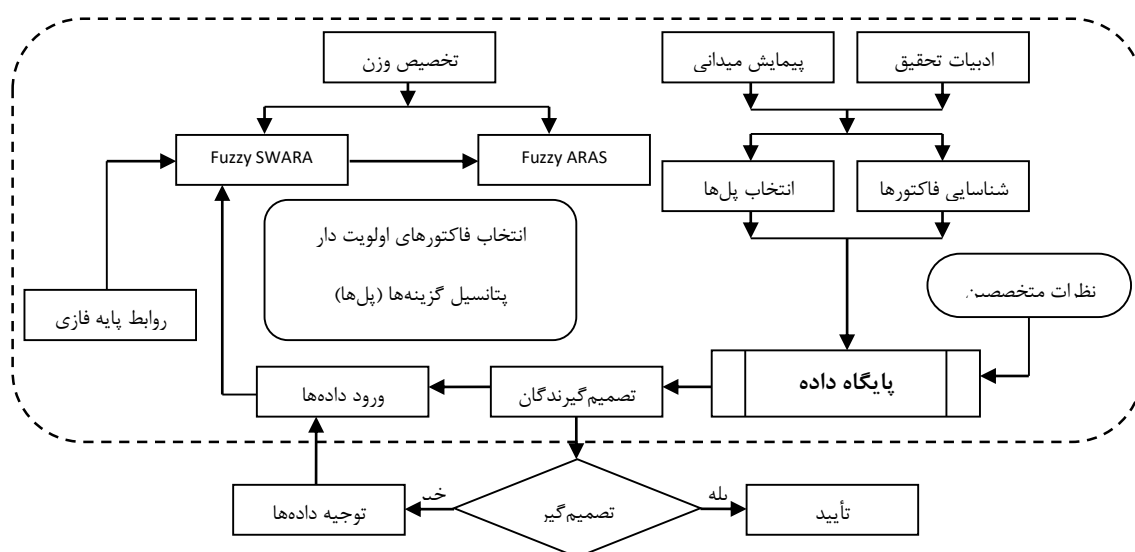 ادبیات تحقیق
پیمایش میدانی
تخصیص وزن
شناسایی فاکتورها
انتخاب پل‌ها
Fuzzy ARAS
Fuzzy SWARA
انتخاب فاکتورهای اولویت دار
پتانسیل گزینه‌ها (پل‌ها)
نظرات متخصصین
روابط پایه فازی
پایگاه داده
تصمیم‌گیرندگان
ورود داده‌ها
بله
خیر
تأیید
تصمیم‌گیر
توجیه داده‌ها